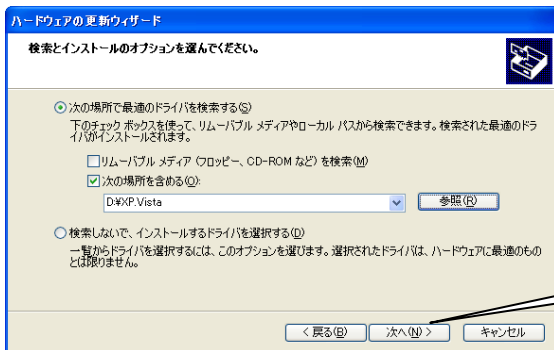 ハードウェアの更新ウィザード
検索とインストールのオプションを選んでください。
次の場所で最適のドライバを検索する(S)
下のチェック ボックスを使って、リムーバブル メディアやローカル パスから検索できます。検索された最適のドラ
イバがインストールされます。
リムーバブル メディア (フロッピー、CD-ROM など) を検索(M)
次の場所を含める(O):
D:¥XP.Vista
参照(R)
検索しないで、インストールするドライバを選択する(D)
一覧からドライバを選択するには、このオプションを選びます。選択されたドライバは、ハードウェアに最適のもの
とは限りません。
< 戻る(B) 次へ(N) > キャンセル